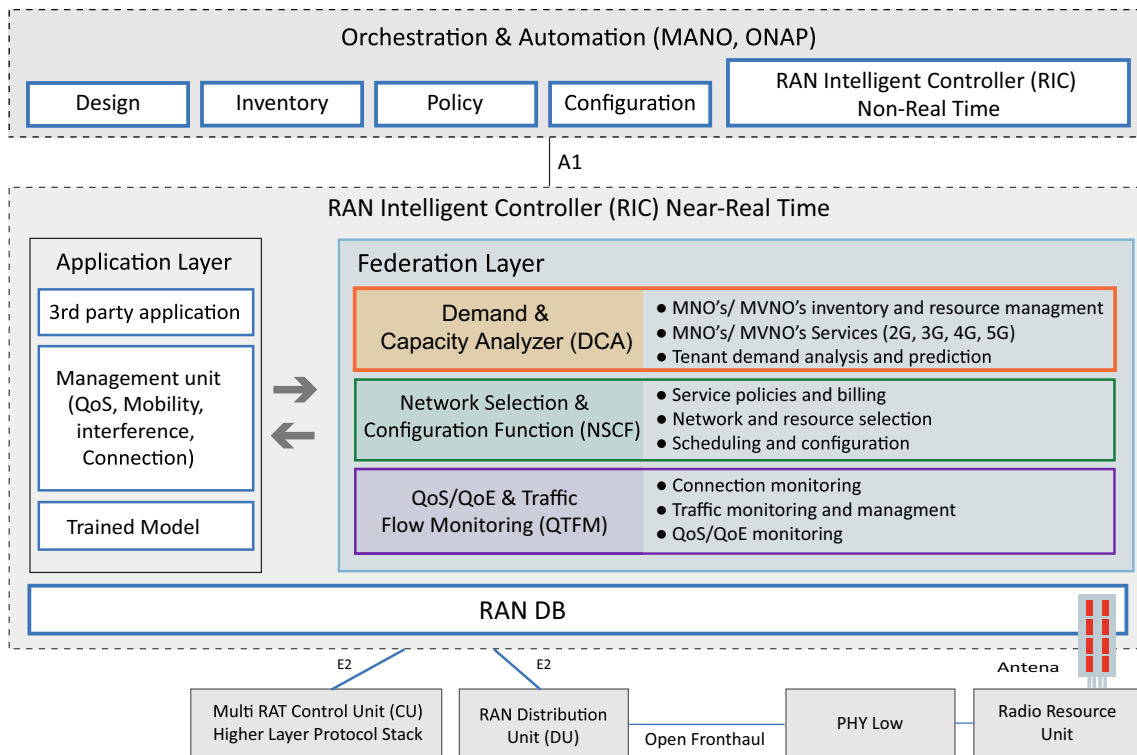 Orchestration & Automation (MANO, ONAP)
Design
Inventory
Policy
Configuration
RAN Intelligent Controller (RIC)
Non-Real Time
A1
RAN Intelligent Controller (RIC) Near-Real Time
Application Layer
3rd party application
Management unit
(QoS, Mobility,
interference,
Connection)
Trained Model
Federation Layer
Demand &
Capacity Analyzer (DCA)
● MNO's/ MVNO's inventory and resource managment
● MNO's/ MVNO's Services (2G, 3G, 4G, 5G)
● Tenant demand analysis and prediction
Network Selection &
Configuration Function (NSCF)
● Service policies and billing
● Network and resource selection
● Scheduling and configuration
QoS/QoE & Traffic
Flow Monitoring (QTFM)
● Connection monitoring
● Traffic monitoring and managment
● QoS/QoE monitoring
RAN DB
E2
E2
Antena
Multi RAT Control Unit (CU)
Higher Layer Protocol Stack
RAN Distribution
Unit (DU)
Open Fronthaul
PHY Low
Radio Resource
Unit